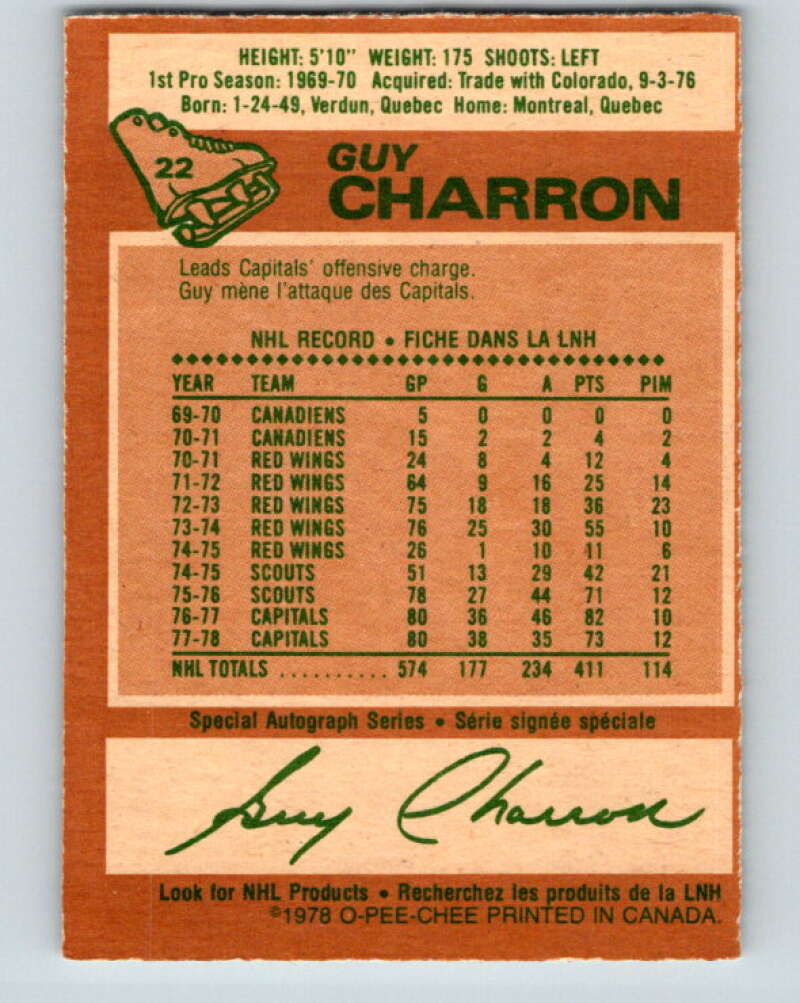 HEIGHT: 5'10" WEIGHT: 175 SHOOTS: LEFT
1st Pro Season: 1969-70 Acquired: Trade with Colorado, 9-3-76
Born: 1-24-49, Verdun, Quebec Home: Montreal, Quebec
22
GUY
CHARRON
Leads Capitals' offensive charge.
Guy mène l'attaque des Capitals.
NHL RECORD • FICHE DANS LA LNH
YEAR TEAM GP G A PTS PIM
69-70 CANADIENS 5 0 0 0 0
70-71 CANADIENS 15 2 2 4 2
70-71 RED WINGS 24 8 4 12 4
71-72 RED WINGS 64 9 16 25 14
72-73 RED WINGS 75 18 18 36 23
73-74 RED WINGS 76 25 30 55 10
74-75 RED WINGS 26 1 10 11 6
74-75 SCOUTS 51 13 29 42 21
75-76 SCOUTS 78 27 44 71 12
76-77 CAPITALS 80 36 46 82 10
77-78 CAPITALS 80 38 35 73 12
NHL TOTALS .......... 574 177 234 411 114
Special Autograph Series • Série signée spéciale
Guy Charron
Look for NHL Products • Recherchez les produits de la LNH
©1978 O-PEE-CHEE PRINTED IN CANADA.